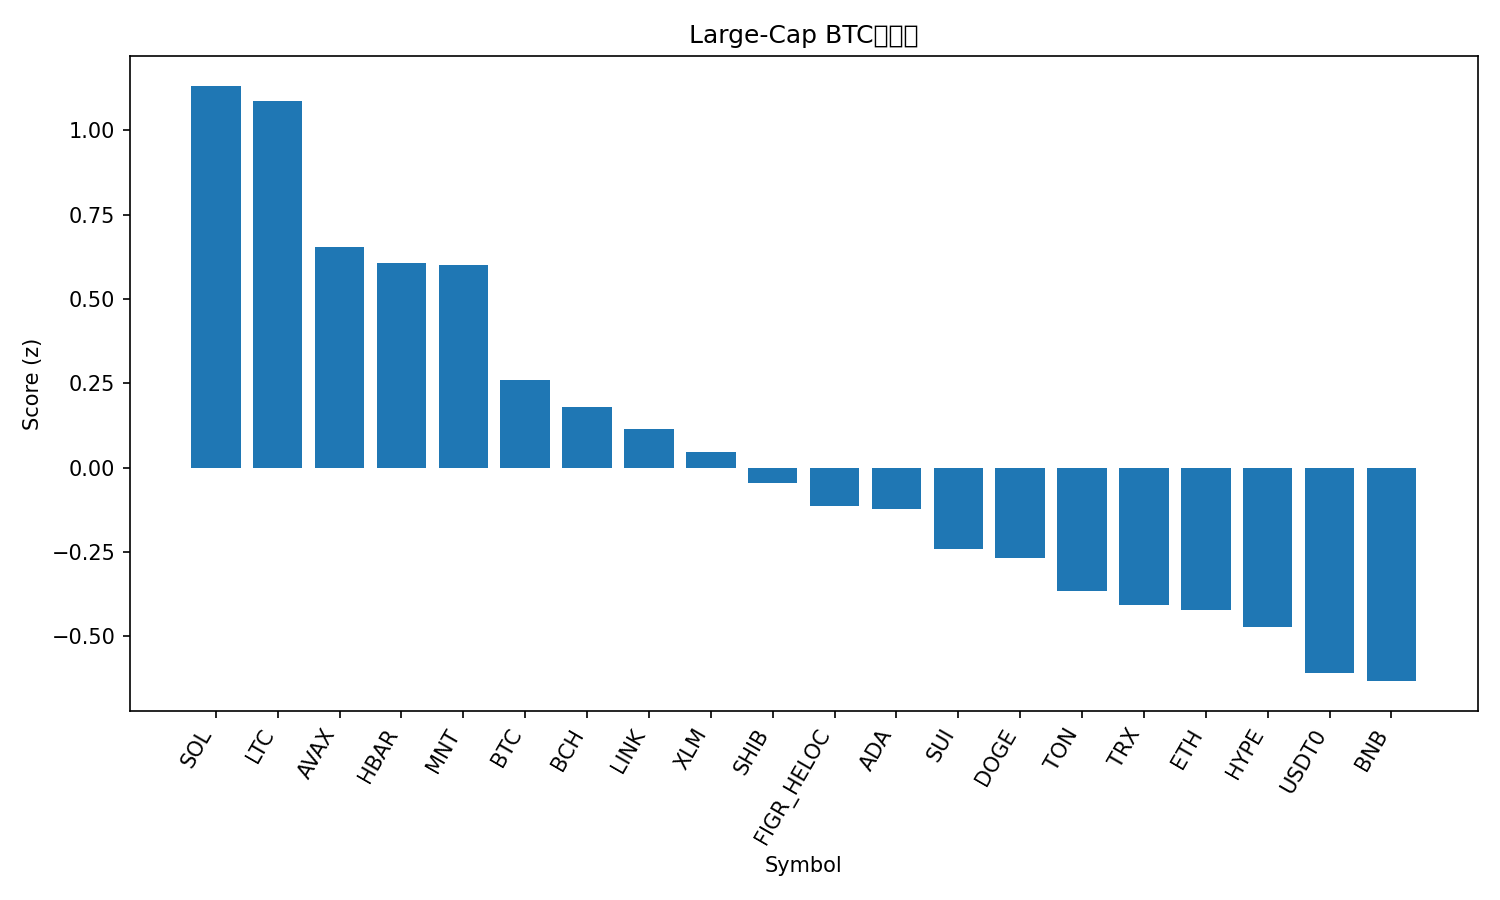 Large-Cap BTC
1.00
0.75
0.50
0.25
0.00
−0.25
−0.50
Score (z)
SOL
LTC
AVAX
HBAR
MNT
BTC
BCH
LINK
XLM
SHIB
FIGR_HELOC
ADA
SUI
DOGE
TON
TRX
ETH
HYPE
USDT0
BNB
Symbol